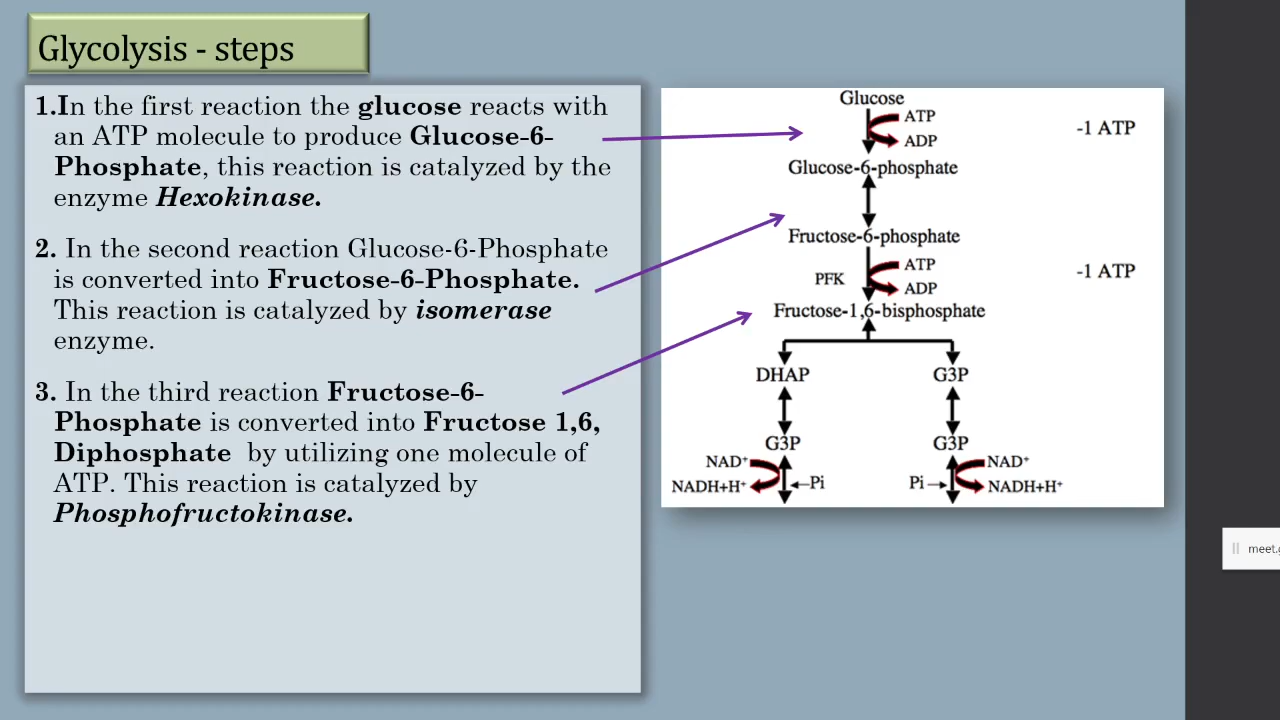 Glycolysis - steps
1.In the first reaction the glucose reacts with
an ATP molecule to produce Glucose-6-
Phosphate, this reaction is catalyzed by the
enzyme Hexokinase.
2. In the second reaction Glucose-6-Phosphate
is converted into Fructose-6-Phosphate.
This reaction is catalyzed by isomerase
enzyme.
3. In the third reaction Fructose-6-
Phosphate is converted into Fructose 1,6,
Diphosphate by utilizing one molecule of
ATP. This reaction is catalyzed by
Phosphofructokinase.
Glucose
ATP
-1 ATP
ADP
Glucose-6-phosphate
Fructose-6-phosphate
ATP
PFK
-1 ATP
ADP
Fructose-1,6-bisphosphate
DHAP G3P
G3P G3P
NAD⁺ NAD⁺
NADH+H⁺ Pi Pi NADH+H⁺
meet.g